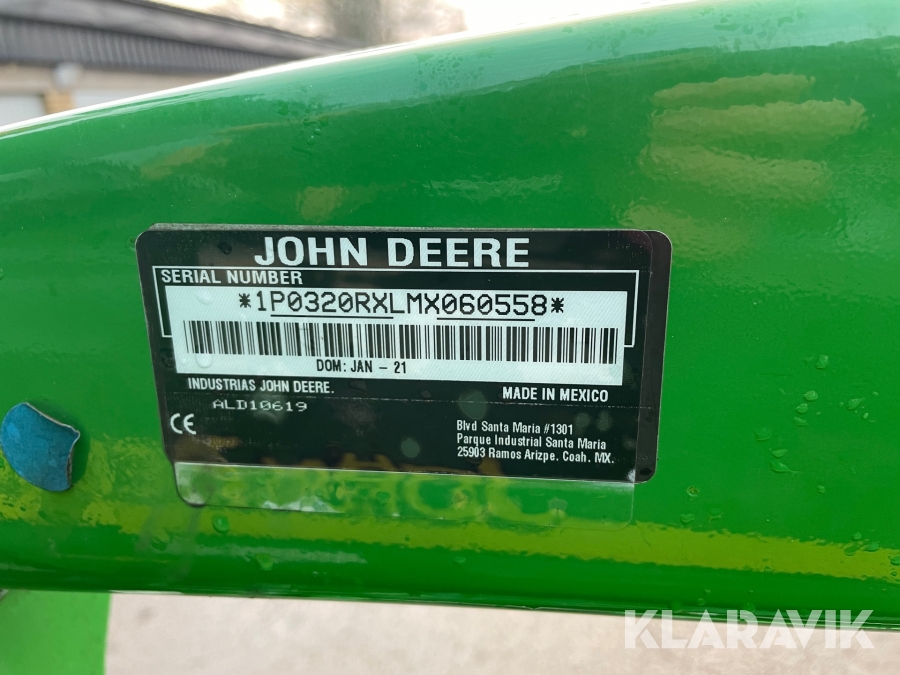 JOHN DEERE
SERIAL NUMBER
*1P0320RXLMX060558*
DOM: JAN - 21
INDUSTRIAS JOHN DEERE.
MADE IN MEXICO
ALD10619
CE
Blvd Santa Maria #1301
Parque Industrial Santa Maria
25903 Ramos Arizpe. Coah. MX.
KLARAVIK